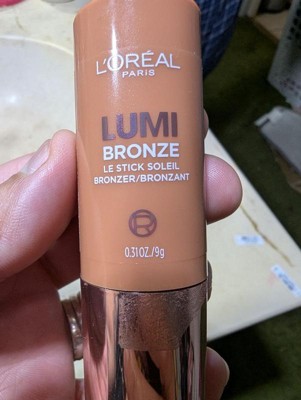 L'ORÉAL
PARIS
LUMI
BRONZE
LE STICK SOLEIL
BRONZER/BRONZANT
0.31OZ./9g